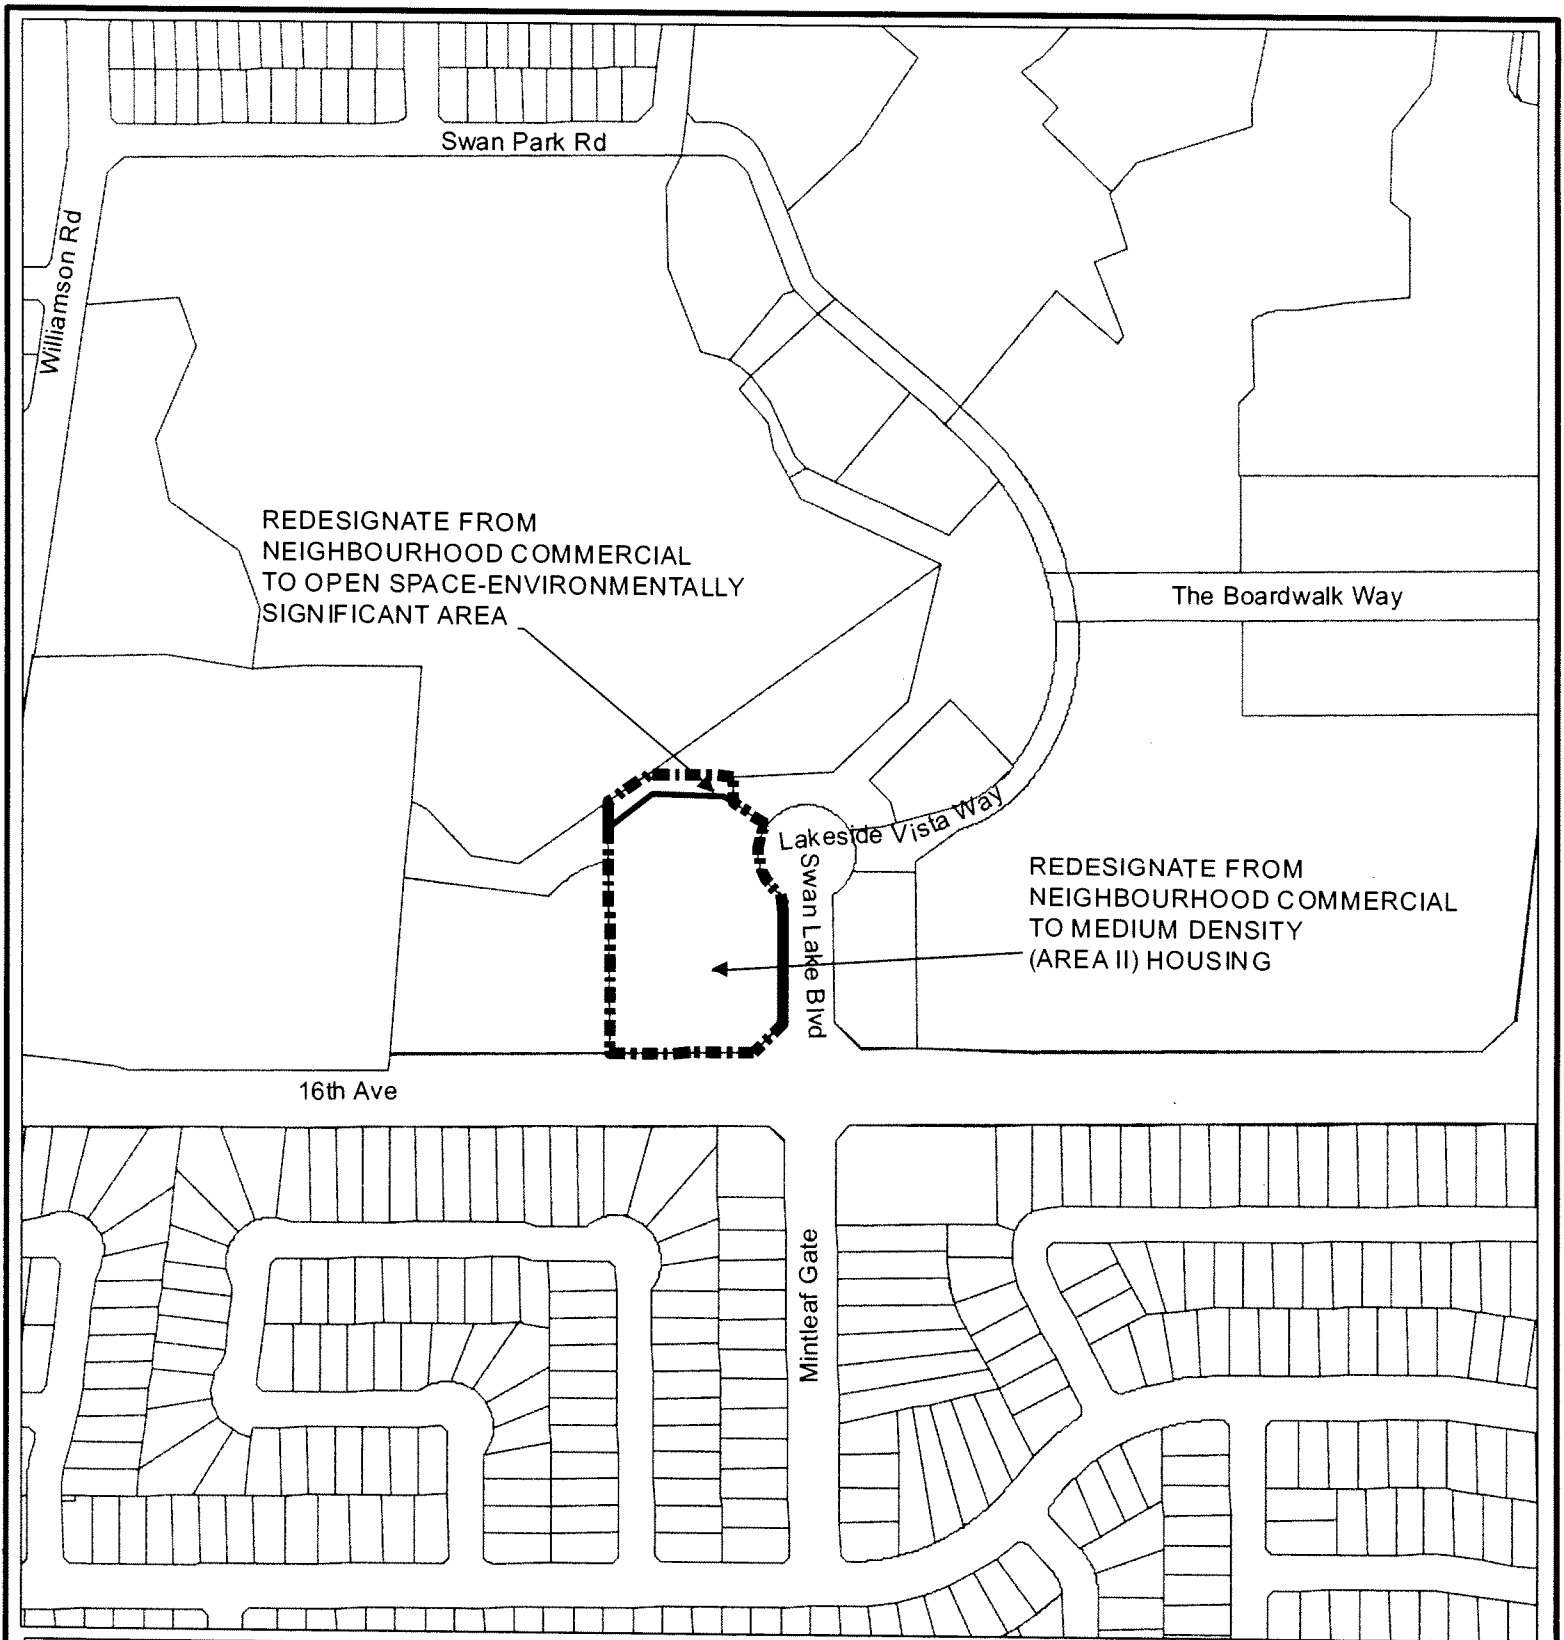 Swan Park Rd
Williamson Rd
REDESIGNATE FROM
NEIGHBOURHOOD COMMERCIAL
TO OPEN SPACE-ENVIRONMENTALLY
SIGNIFICANT AREA
The Boardwalk Way
Lakeside Vista Way
Swan Lake Blvd
REDESIGNATE FROM
NEIGHBOURHOOD COMMERCIAL
TO MEDIUM DENSITY
(AREA II) HOUSING
16th Ave
Mintleaf Gate